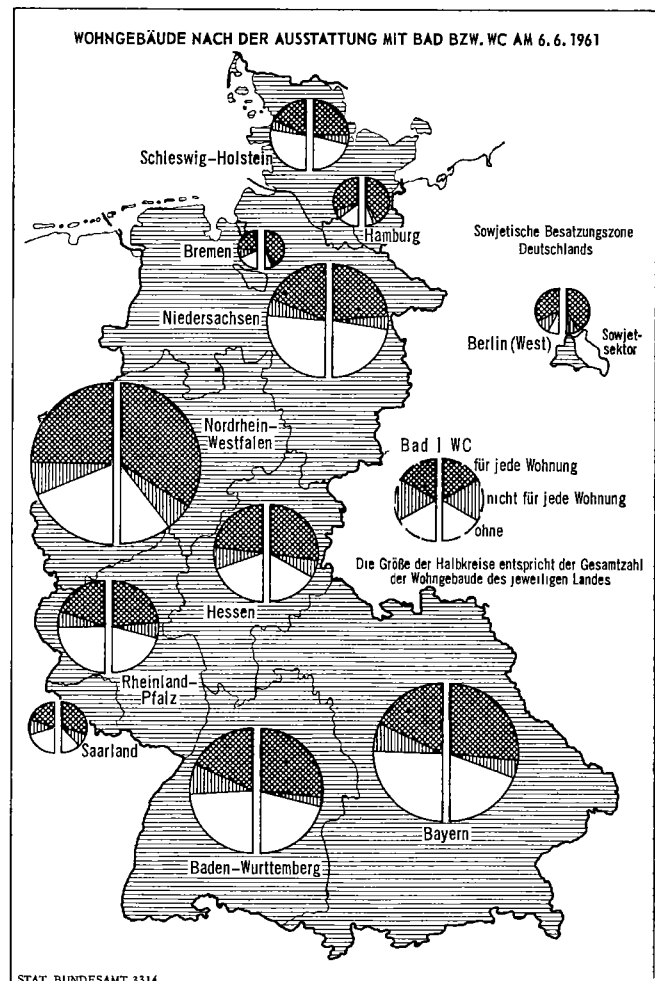 WOHNGEBÄUDE NACH DER AUSSTATTUNG MIT BAD BZW. WC AM 6.6.1961
Schleswig-Holstein
Hamburg
Bremen
Sowjetische Besatzungszone
Deutschlands
Niedersachsen
Berlin (West)
Sowjet-
sektor
Nordrhein-
Westfalen
Bad
WC
für jede Wohnung
nicht für jede Wohnung
ohne
Die Größe der Halbkreise entspricht der Gesamtzahl
der Wohngebaude des jeweiligen Landes
Hessen
Rheinland-
Pfalz
Saarland
Bayern
Baden-Wurttemberg
STAT. BUNDESAMT 3314